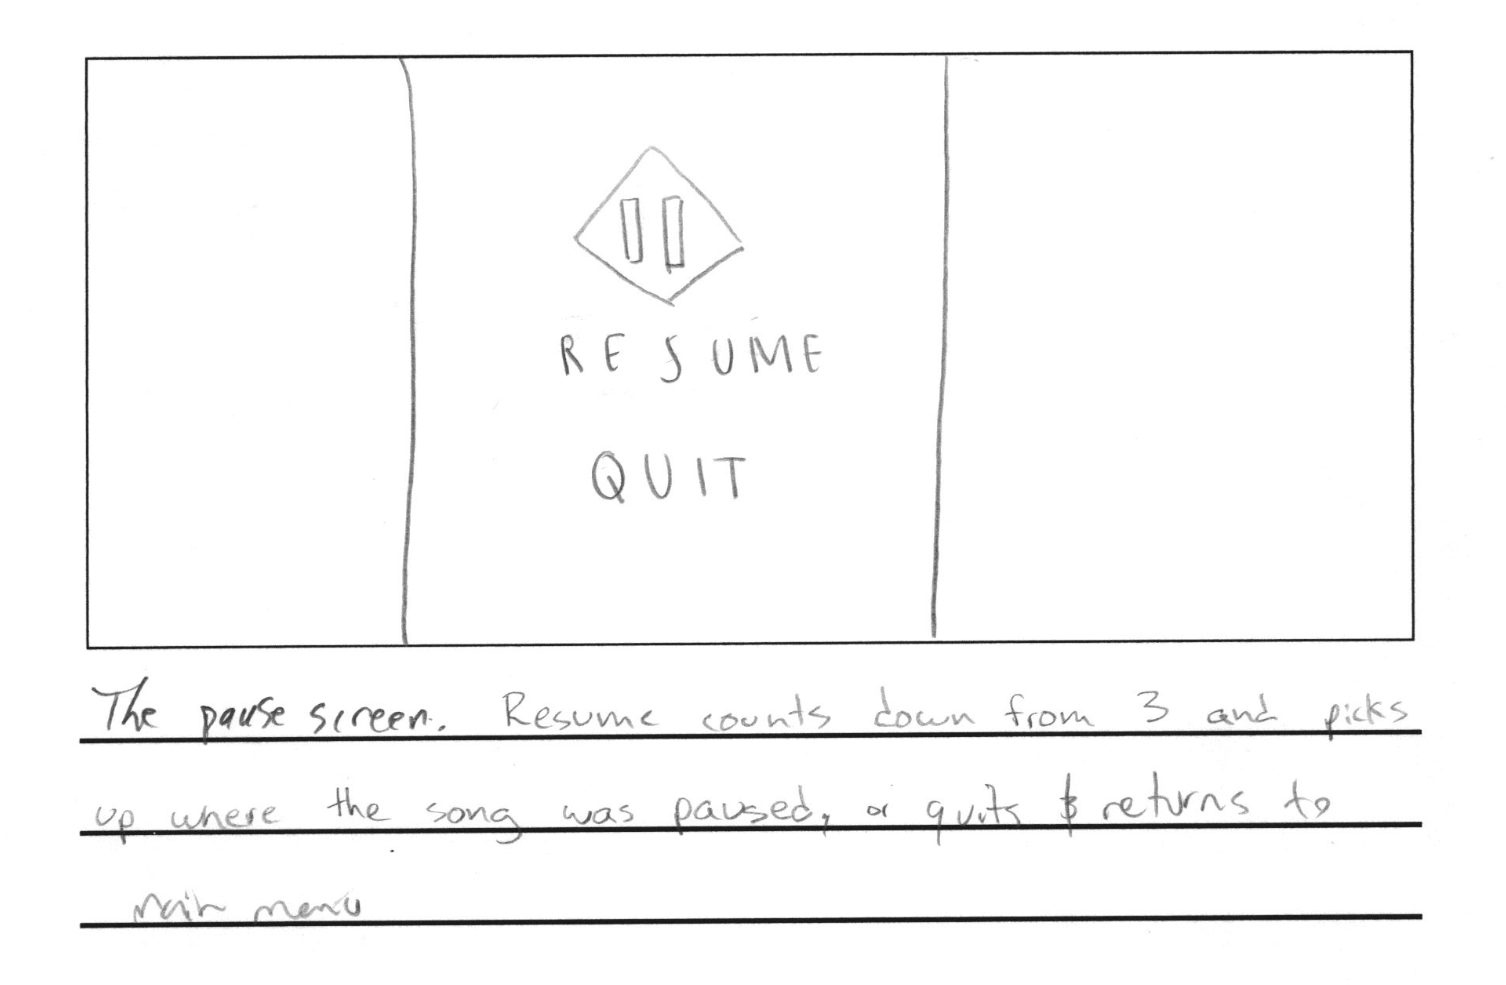 RESUME
QUIT
The pause screen. Resume counts down from 3 and picks
up where the song was paused, or quits & returns to
main menu